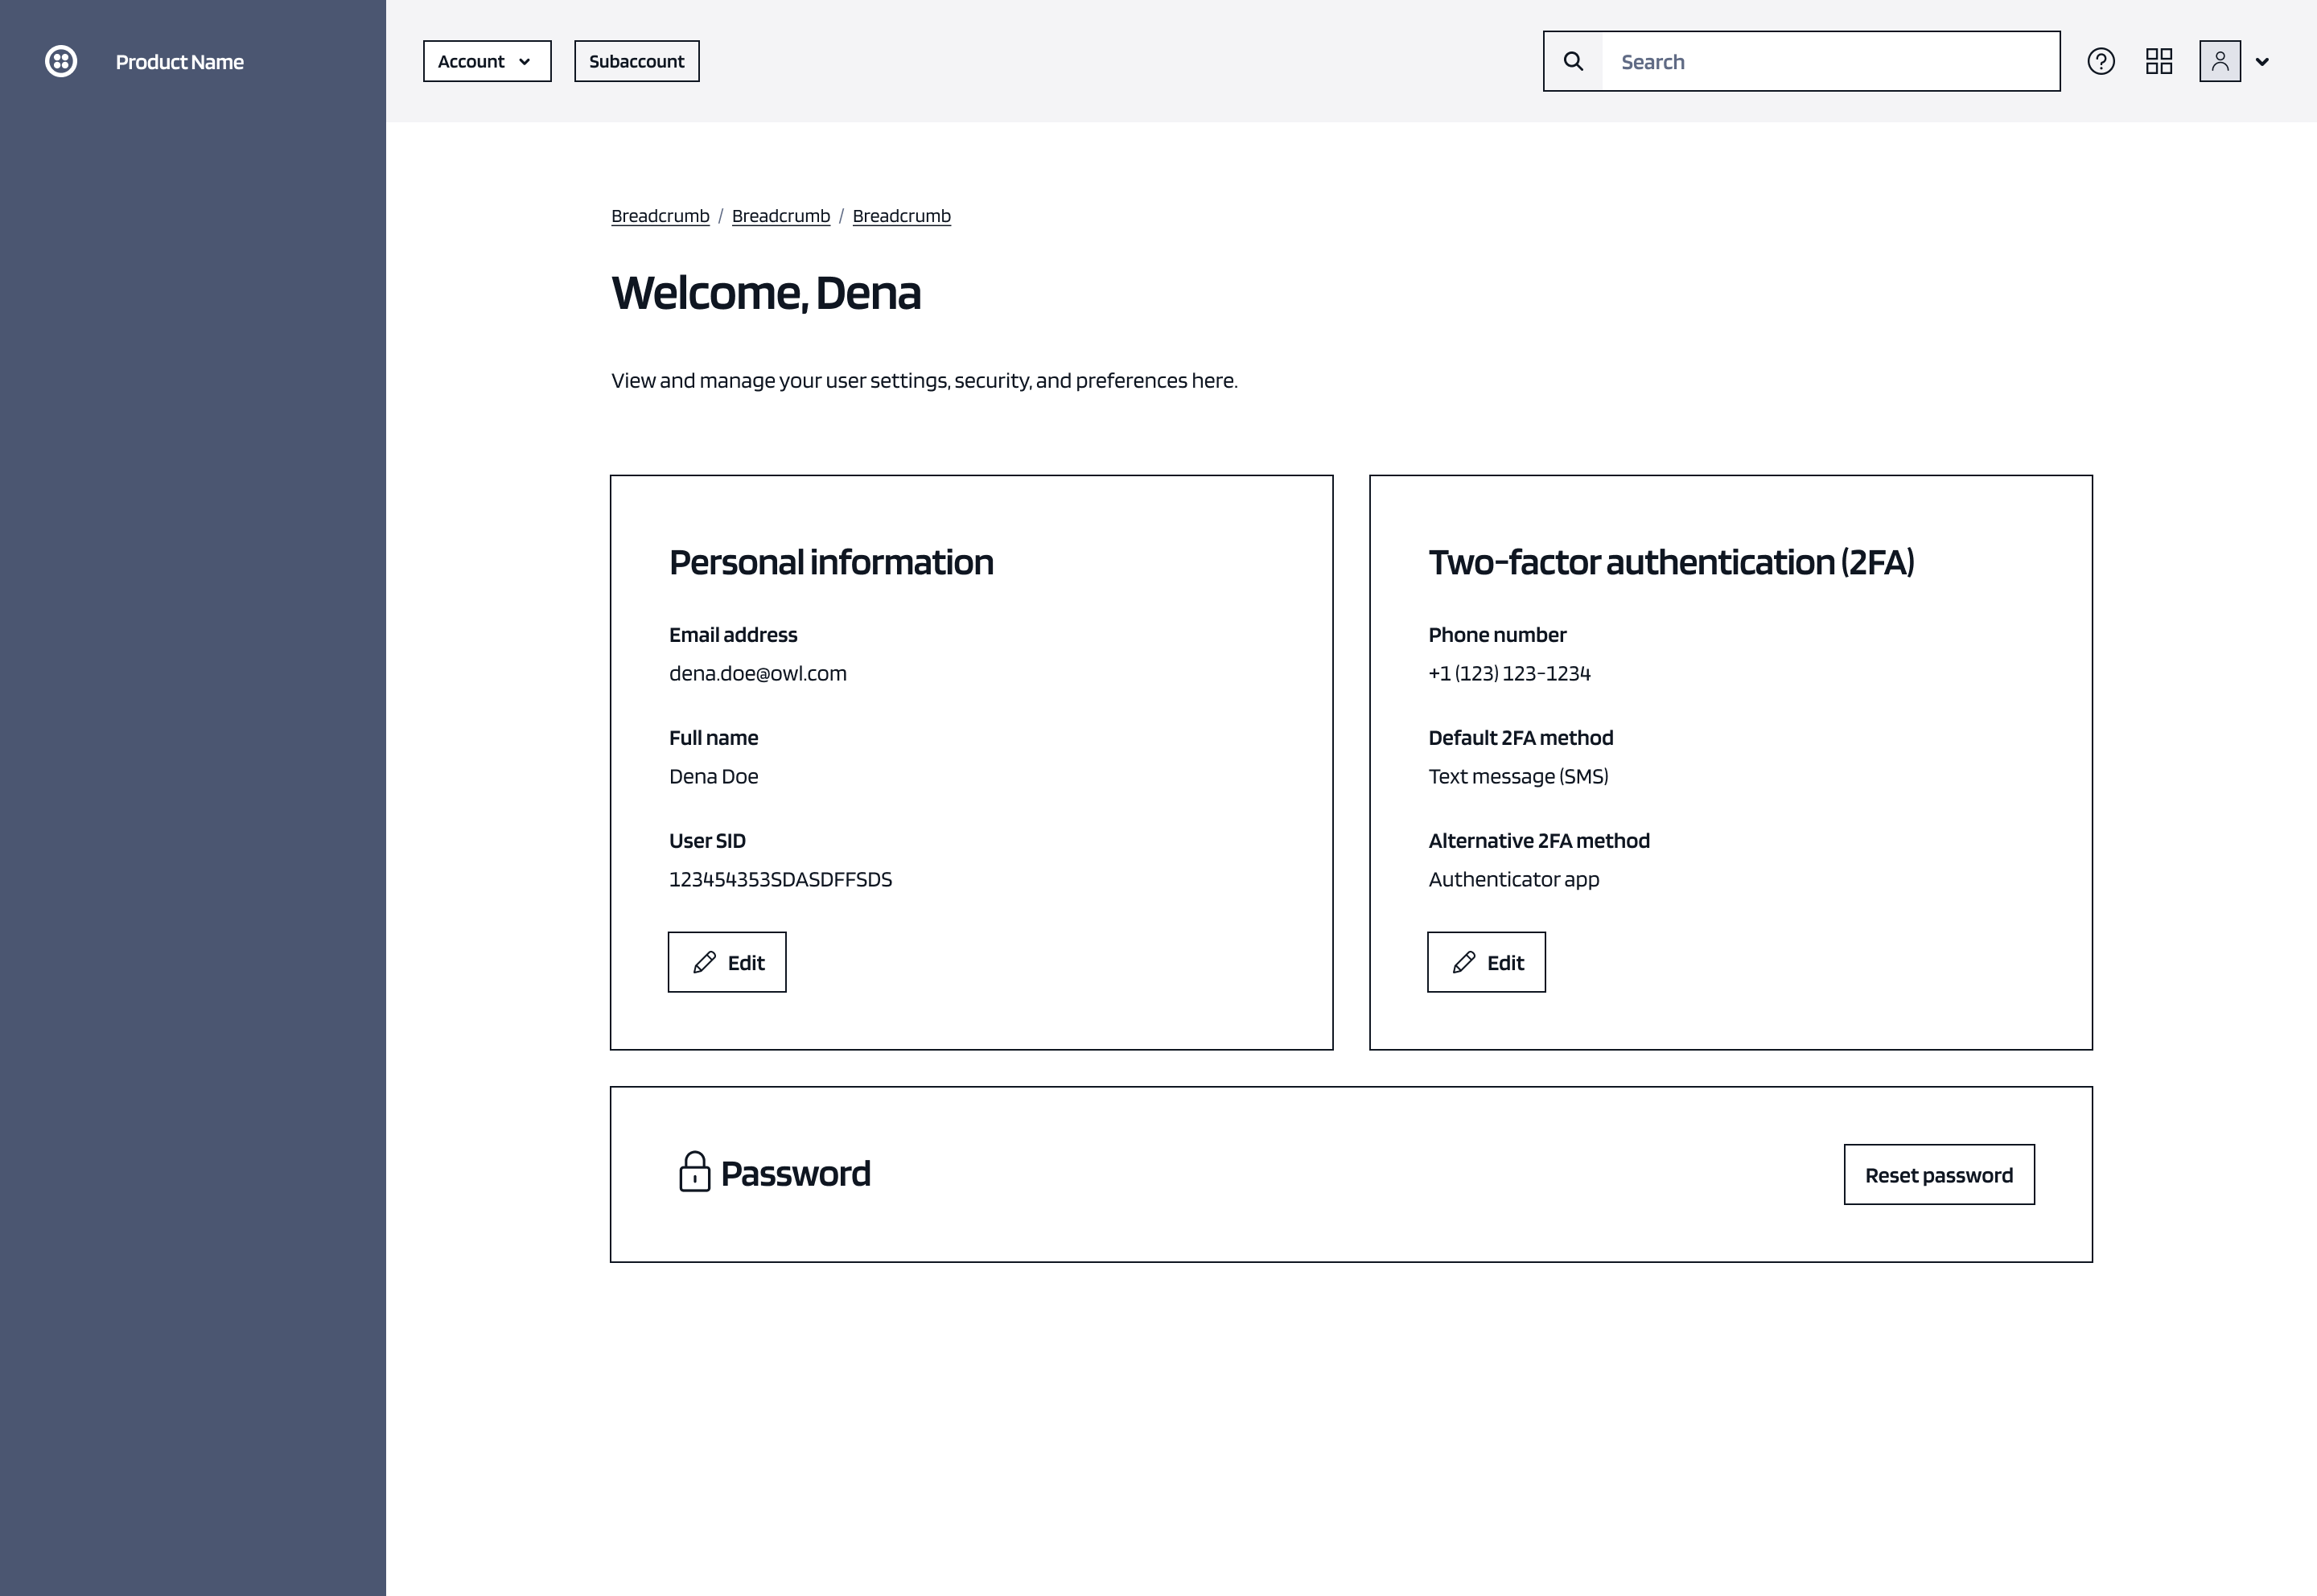 Product Name
Account
Subaccount
Search
Breadcrumb / Breadcrumb / Breadcrumb
Welcome, Dena
View and manage your user settings, security, and preferences here.
Personal information
Email address
dena.doe@owl.com
Full name
Dena Doe
User SID
123454353SDASDFFSDS
Edit
Two-factor authentication (2FA)
Phone number
+1 (123) 123-1234
Default 2FA method
Text message (SMS)
Alternative 2FA method
Authenticator app
Edit
Password
Reset password